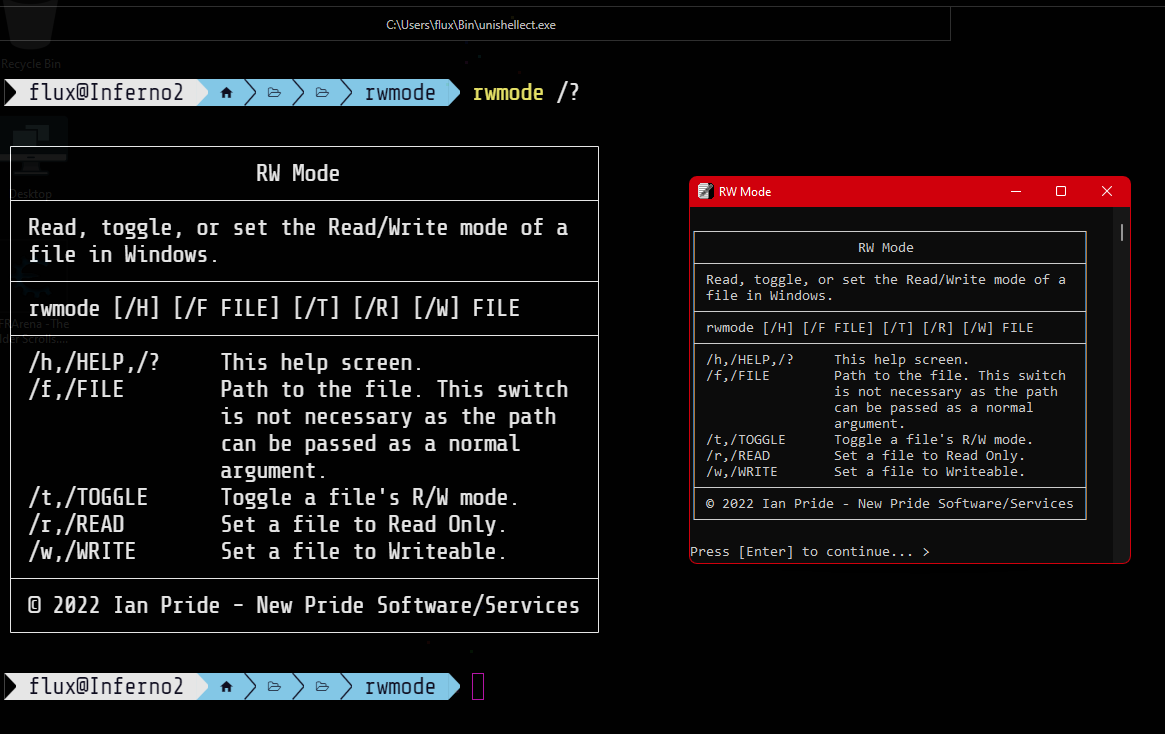 C:\Users\flux\Bin\unishellect.exe
Recycle Bin
flux@Inferno2 rwmode rwmode /?
Desktop
RW Mode
Read, toggle, or set the Read/Write mode of a
file in Windows.
rwmode [/H] [/F FILE] [/T] [/R] [/W] FILE
/h,/HELP,/? This help screen.
/f,/FILE Path to the file. This switch
is not necessary as the path
can be passed as a normal
argument.
/t,/TOGGLE Toggle a file's R/W mode.
/r,/READ Set a file to Read Only.
/w,/WRITE Set a file to Writeable.
© 2022 Ian Pride - New Pride Software/Services
flux@Inferno2 rwmode
RW Mode
RW Mode
Read, toggle, or set the Read/Write mode of a
file in Windows.
rwmode [/H] [/F FILE] [/T] [/R] [/W] FILE
/h,/HELP,/? This help screen.
/f,/FILE Path to the file. This switch
is not necessary as the path
can be passed as a normal
argument.
/t,/TOGGLE Toggle a file's R/W mode.
/r,/READ Set a file to Read Only.
/w,/WRITE Set a file to Writeable.
© 2022 Ian Pride - New Pride Software/Services
Press [Enter] to continue... >